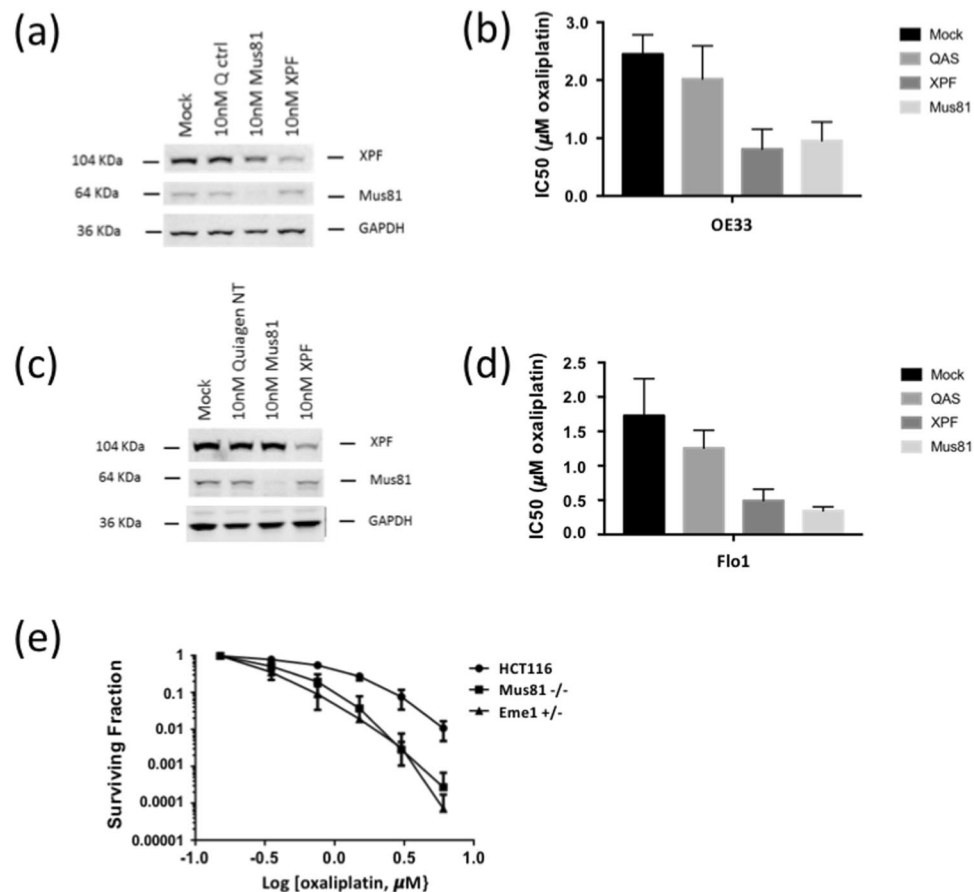 (a)
Mock
10nM Q ctrl
10nM Mus81
10nM XPF
104 KDa
XPF
64 KDa
Mus81
36 KDa
GAPDH
(b)
IC50 (µM oxaliplatin)
3.0
2.0
1.0
0.0
OE33
Mock
QAS
XPF
Mus81
(c)
Mock
10nM Quiagen NT
10nM Mus81
10nM XPF
104 KDa
XPF
64 KDa
Mus81
36 KDa
GAPDH
(d)
IC50 (µM oxaliplatin)
2.5
2.0
1.5
1.0
0.5
0.0
Flo1
Mock
QAS
XPF
Mus81
(e)
Surviving Fraction
1
0.1
0.01
0.001
0.0001
0.00001
-1.0
-0.5
0.0
0.5
1.0
Log [oxaliplatin, µM}
HCT116
Mus81 -/-
Eme1 +/-